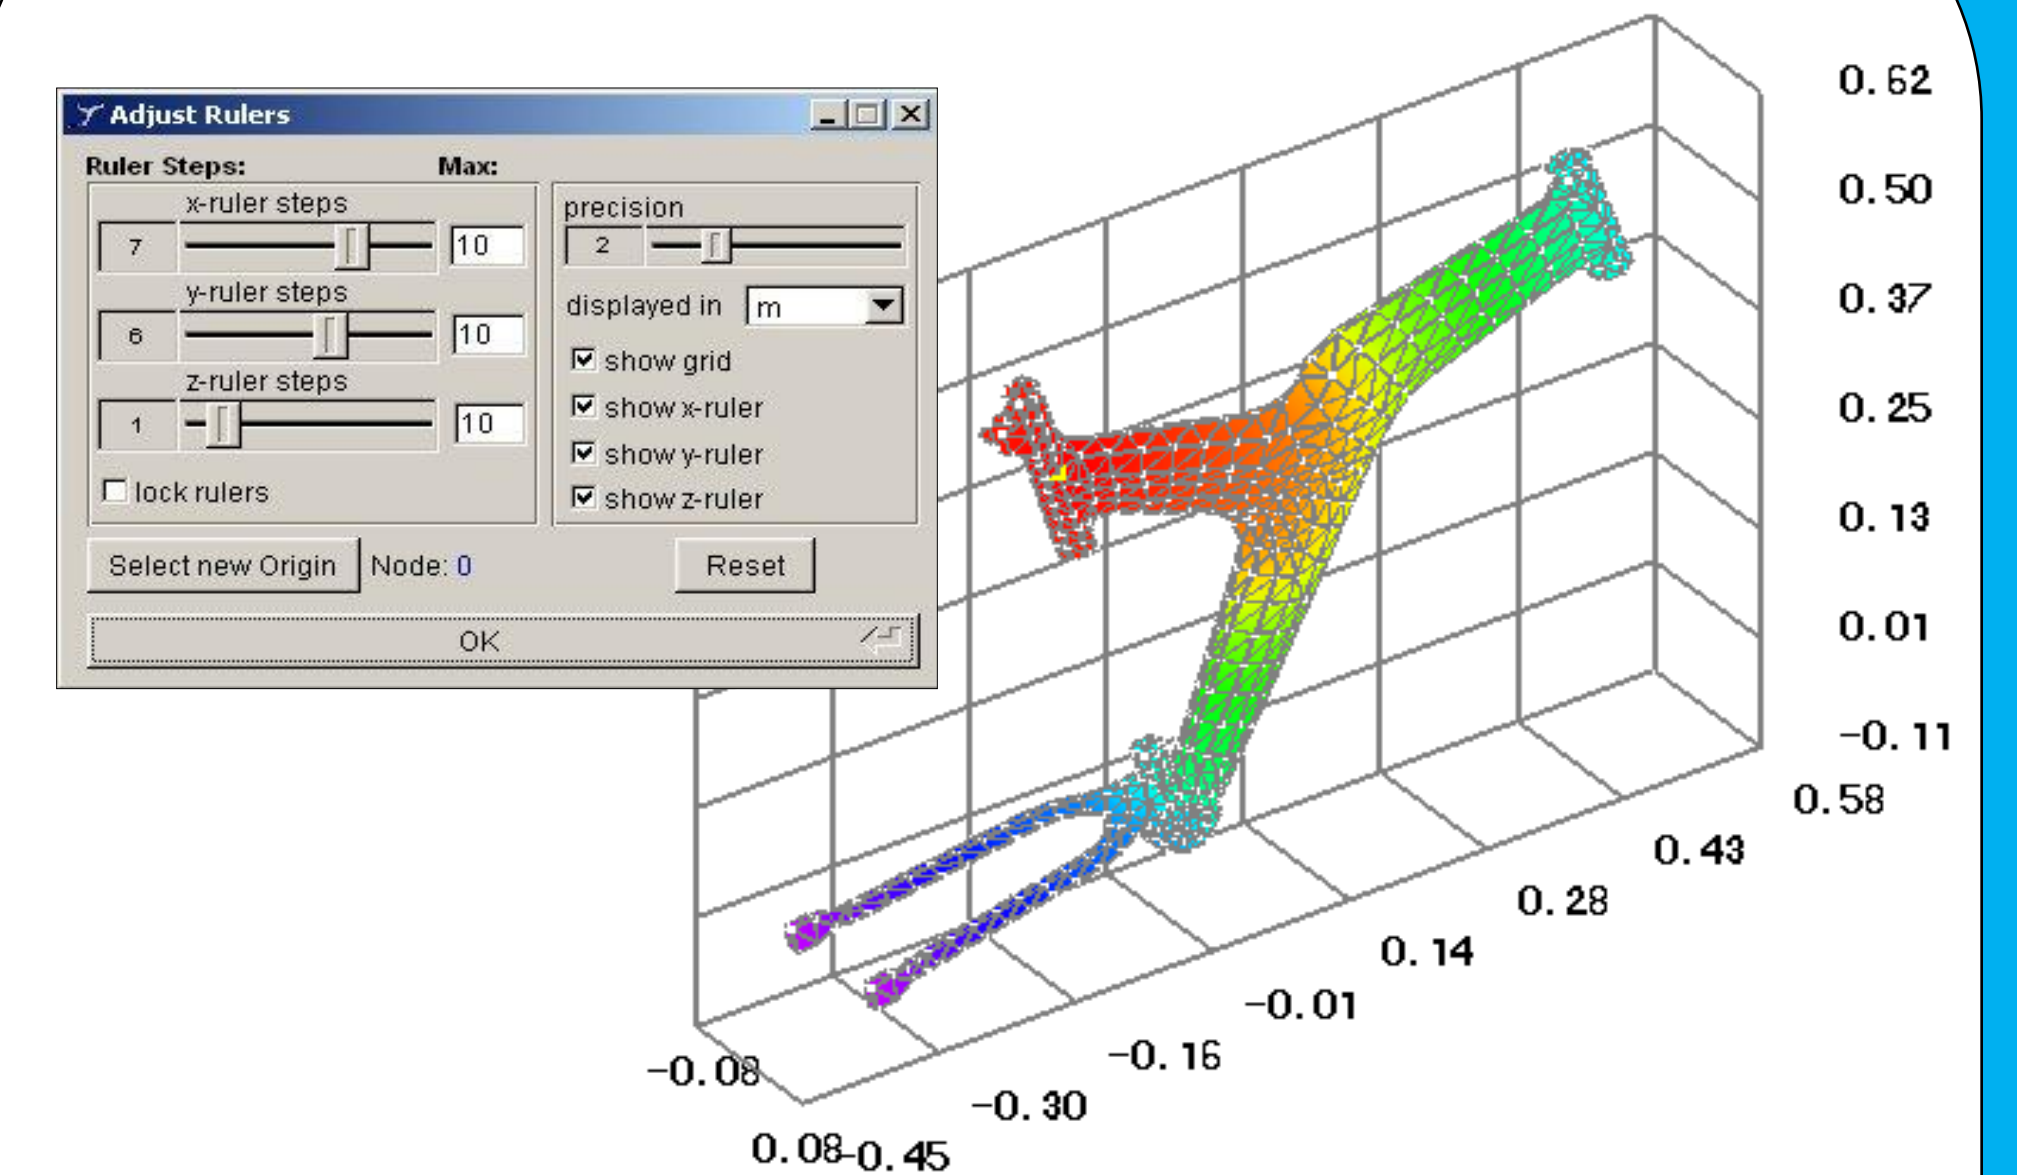 Adjust Rulers
Ruler Steps: Max:
x-ruler steps
7 10
y-ruler steps
6 10
z-ruler steps
1 10
lock rulers
precision
2
displayed in m
show grid
show x-ruler
show y-ruler
show z-ruler
Select new Origin Node: 0 Reset
OK
0.62
0.50
0.37
0.25
0.13
0.01
-0.11
0.58
0.43
0.28
0.14
-0.01
-0.16
-0.30
-0.45
-0.08
0.08